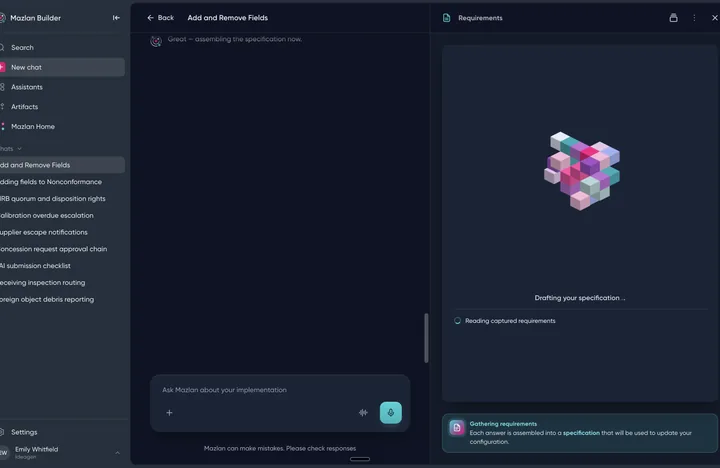 Mazlan Builder
Search
New chat
Assistants
Artifacts
Mazlan Home
hats
dd and Remove Fields
dding fields to Nonconformance
RB quorum and disposition rights
alibration overdue escalation
upplier escape notifications
oncession request approval chain
AI submission checklist
eceiving inspection routing
oreign object debris reporting
Settings
EW
Emily Whitfield
Back
Add and Remove Fields
Great — assembling the specification now.
Ask Mazlan about your implementation
Mazlan can make mistakes. Please check responses
Requirements
Drafting your specification ..
Reading captured requirements
Gathering requirements
Each answer is assembled into a specification that will be used to update your
configuration.